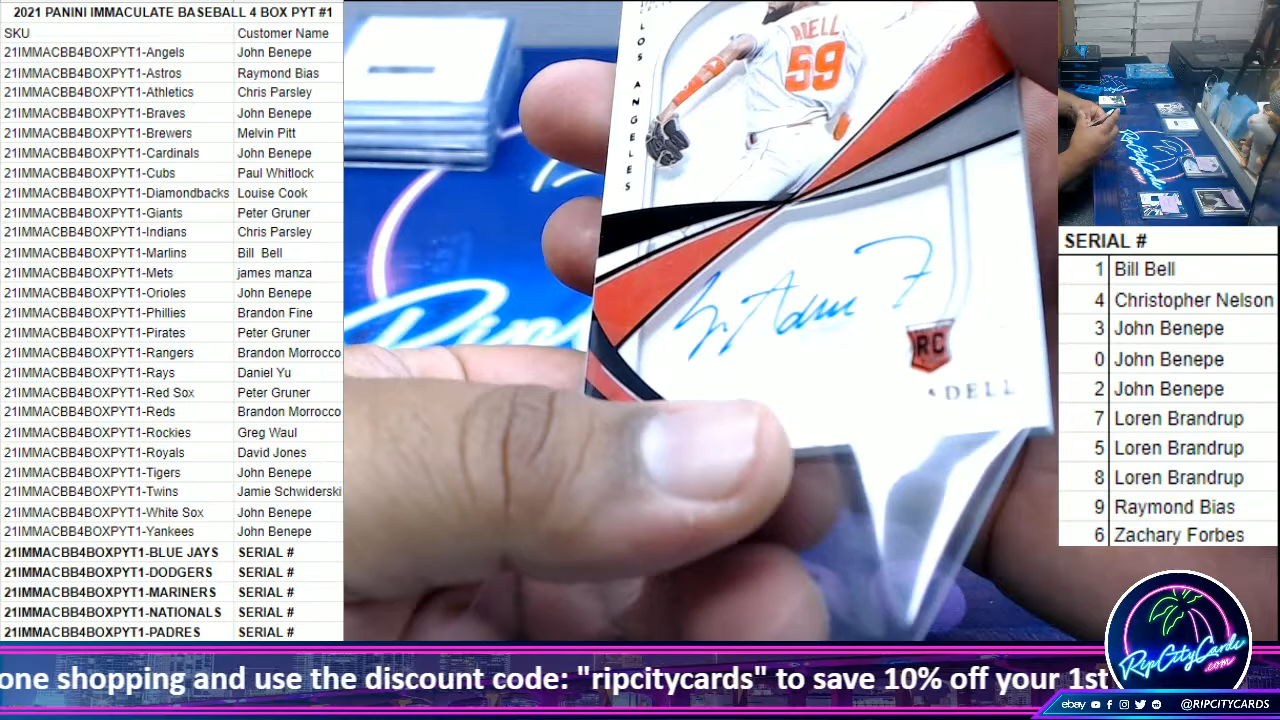 2021 PANINI IMMACULATE BASEBALL 4 BOX PYT #1
SKU Customer Name
21IMMACBB4BOXPYT1-Angels John Benepe
21IMMACBB4BOXPYT1-Astros Raymond Bias
21IMMACBB4BOXPYT1-Athletics Chris Parsley
21IMMACBB4BOXPYT1-Braves John Benepe
21IMMACBB4BOXPYT1-Brewers Melvin Pitt
21IMMACBB4BOXPYT1-Cardinals John Benepe
21IMMACBB4BOXPYT1-Cubs Paul Whitlock
21IMMACBB4BOXPYT1-Diamondbacks Louise Cook
21IMMACBB4BOXPYT1-Giants Peter Gruner
21IMMACBB4BOXPYT1-Indians Chris Parsley
21IMMACBB4BOXPYT1-Marlins Bill Bell
21IMMACBB4BOXPYT1-Mets james manza
21IMMACBB4BOXPYT1-Orioles John Benepe
21IMMACBB4BOXPYT1-Phillies Brandon Fine
21IMMACBB4BOXPYT1-Pirates Peter Gruner
21IMMACBB4BOXPYT1-Rangers Brandon Morrocco
21IMMACBB4BOXPYT1-Rays Daniel Yu
21IMMACBB4BOXPYT1-Red Sox Peter Gruner
21IMMACBB4BOXPYT1-Reds Brandon Morrocco
21IMMACBB4BOXPYT1-Rockies Greg Waul
21IMMACBB4BOXPYT1-Royals David Jones
21IMMACBB4BOXPYT1-Tigers John Benepe
21IMMACBB4BOXPYT1-Twins Jamie Schwiderski
21IMMACBB4BOXPYT1-White Sox John Benepe
21IMMACBB4BOXPYT1-Yankees John Benepe
21IMMACBB4BOXPYT1-BLUE JAYS SERIAL #
21IMMACBB4BOXPYT1-DODGERS SERIAL #
21IMMACBB4BOXPYT1-MARINERS SERIAL #
21IMMACBB4BOXPYT1-NATIONALS SERIAL #
21IMMACBB4BOXPYT1-PADRES SERIAL #
LOS ANGELES
ADELL
59
RC
DELL
SERIAL #
1 Bill Bell
4 Christopher Nelson
3 John Benepe
0 John Benepe
2 John Benepe
7 Loren Brandrup
5 Loren Brandrup
8 Loren Brandrup
9 Raymond Bias
6 Zachary Forbes
RipCityCards
.com
one shopping and use the discount code: "ripcitycards" to save 10% off your 1st
ebay @RIPCITYCARDS